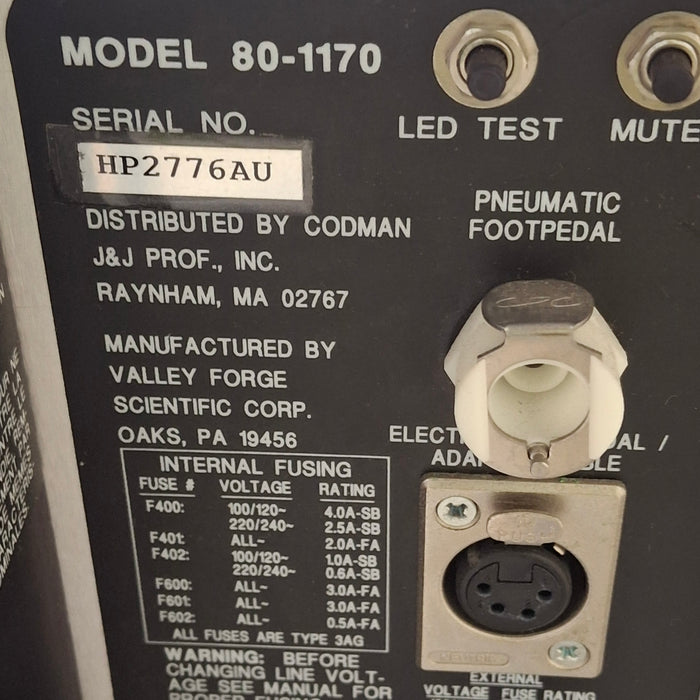 MODEL 80-1170
SERIAL NO.
HP2776AU
DISTRIBUTED BY CODMAN
J&J PROF., INC.
RAYNHAM, MA 02767
MANUFACTURED BY
VALLEY FORGE
SCIENTIFIC CORP.
OAKS, PA 19456
INTERNAL FUSING
FUSE # VOLTAGE RATING
F400: 100/120~ 4.0A-SB
220/240~ 2.5A-SB
F401: ALL~ 2.0A-FA
F402: 100/120~ 1.0A-SB
220/240~ 0.6A-SB
F600: ALL~ 3.0A-FA
F601: ALL~ 3.0A-FA
F602: ALL~ 0.5A-FA
ALL FUSES ARE TYPE 3AG
WARNING: BEFORE
CHANGING LINE VOLT-
AGE SEE MANUAL FOR
LED TEST
MUTE
PNEUMATIC
FOOTPEDAL
PUSH
EXTERNAL
VOLTAGE FUSE RATING